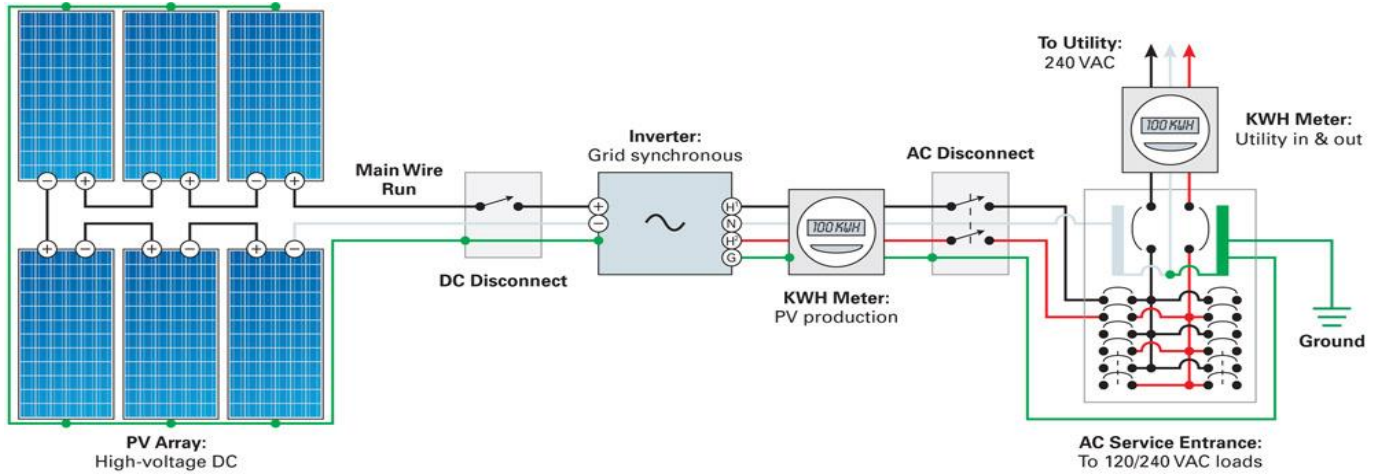 To Utility:
240 VAC
100 KWH
KWH Meter:
Utility in & out
Inverter:
Grid synchronous
AC Disconnect
Main Wire
Run
− + − + − +
+ − + − + −
+
−
H¹
N
H²
G
100 KWH
DC Disconnect
KWH Meter:
PV production
Ground
PV Array:
High-voltage DC
AC Service Entrance:
To 120/240 VAC loads